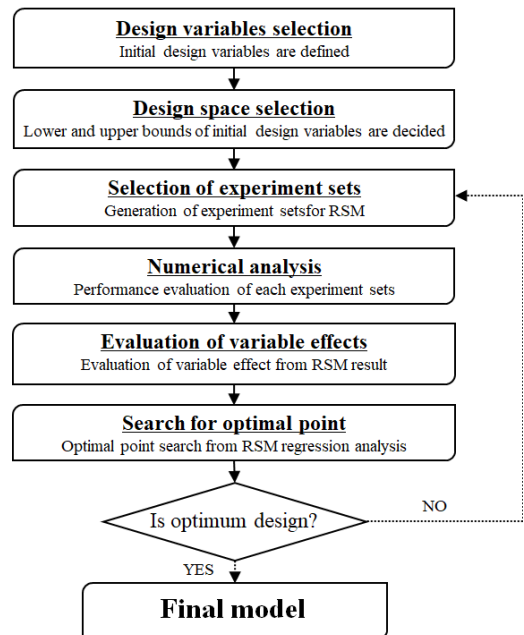 Design variables selection
Initial design variables are defined
Design space selection
Lower and upper bounds of initial design variables are decided
Selection of experiment sets
Generation of experiment setsfor RSM
Numerical analysis
Performance evaluation of each experiment sets
Evaluation of variable effects
Evaluation of variable effect from RSM result
Search for optimal point
Optimal point search from RSM regression analysis
Is optimum design?
NO
YES
Final model